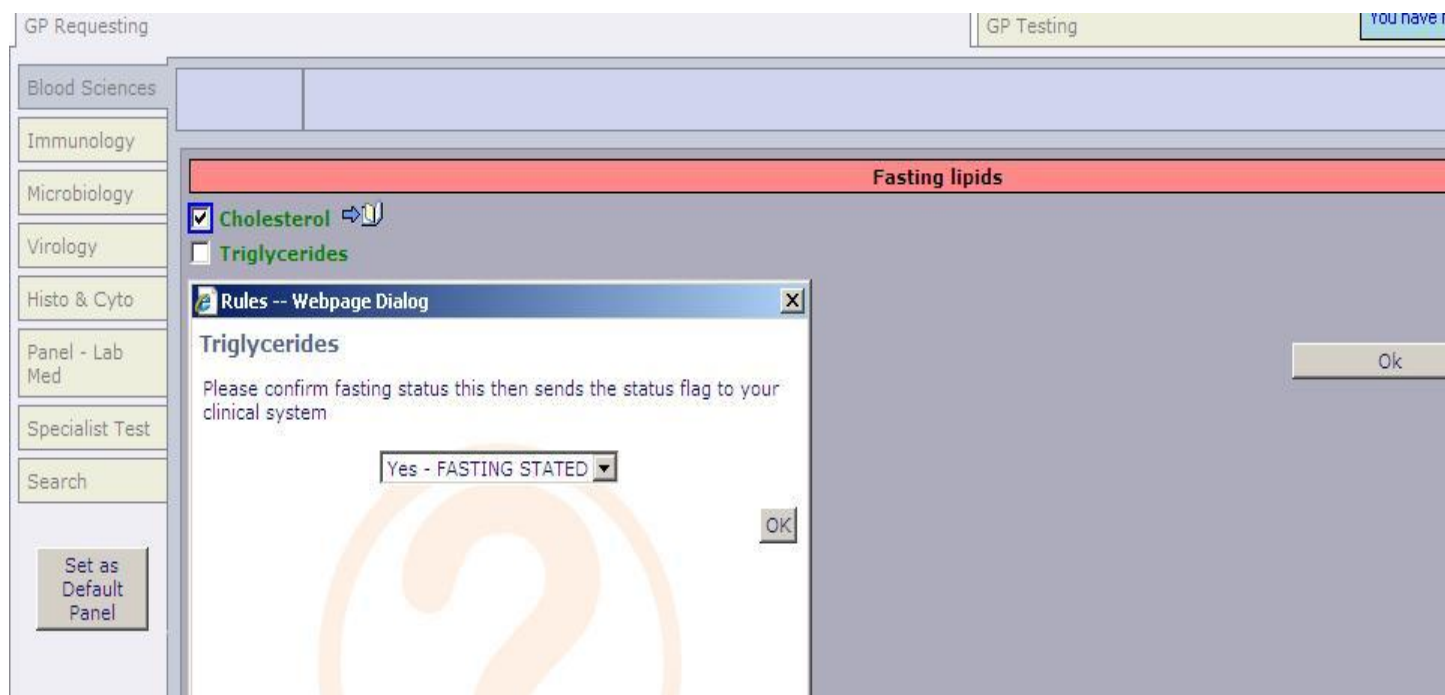 GP Requesting
GP Testing
You have
Blood Sciences
Immunology
Microbiology
Virology
Histo & Cyto
Panel - Lab
Med
Specialist Test
Search
Set as
Default
Panel
Fasting lipids
Cholesterol
Triglycerides
Rules -- Webpage Dialog
Triglycerides
Please confirm fasting status this then sends the status flag to your
clinical system
Yes - FASTING STATED
OK
Ok